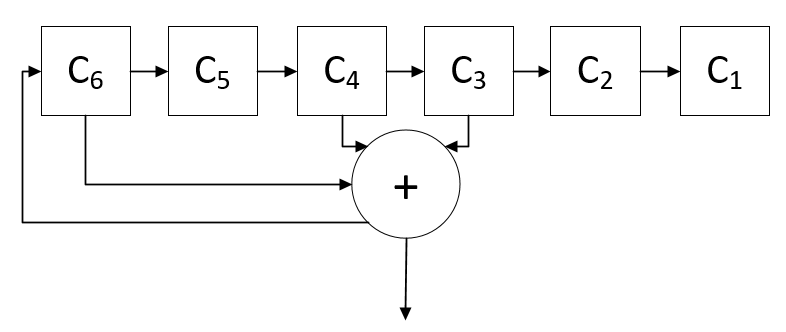 C₆ C₅ C₄ C₃ C₂ C₁
+